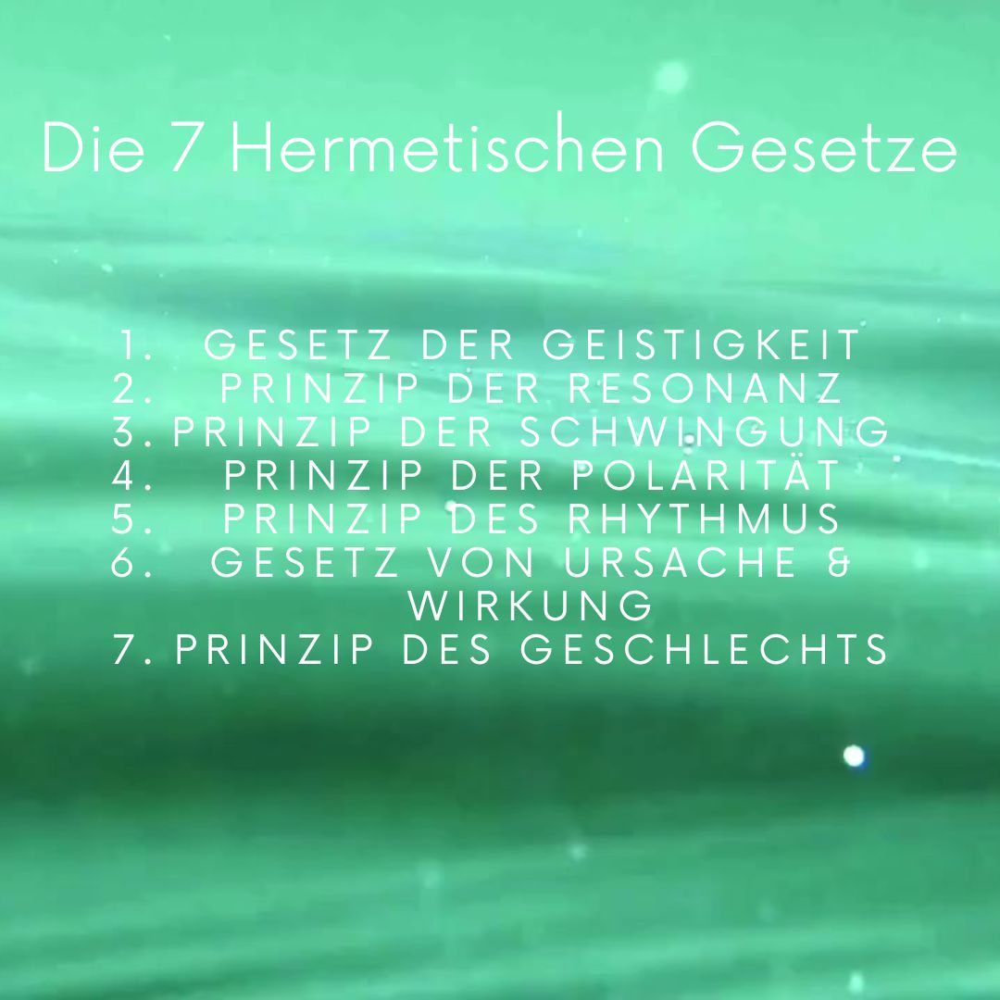 Die 7 Hermetischen Gesetze
1. GESETZ DER GEISTIGKEIT
2. PRINZIP DER RESONANZ
3. PRINZIP DER SCHWINGUNG
4. PRINZIP DER POLARITÄT
5. PRINZIP DES RHYTHMUS
6. GESETZ VON URSACHE &
WIRKUNG
7. PRINZIP DES GESCHLECHTS